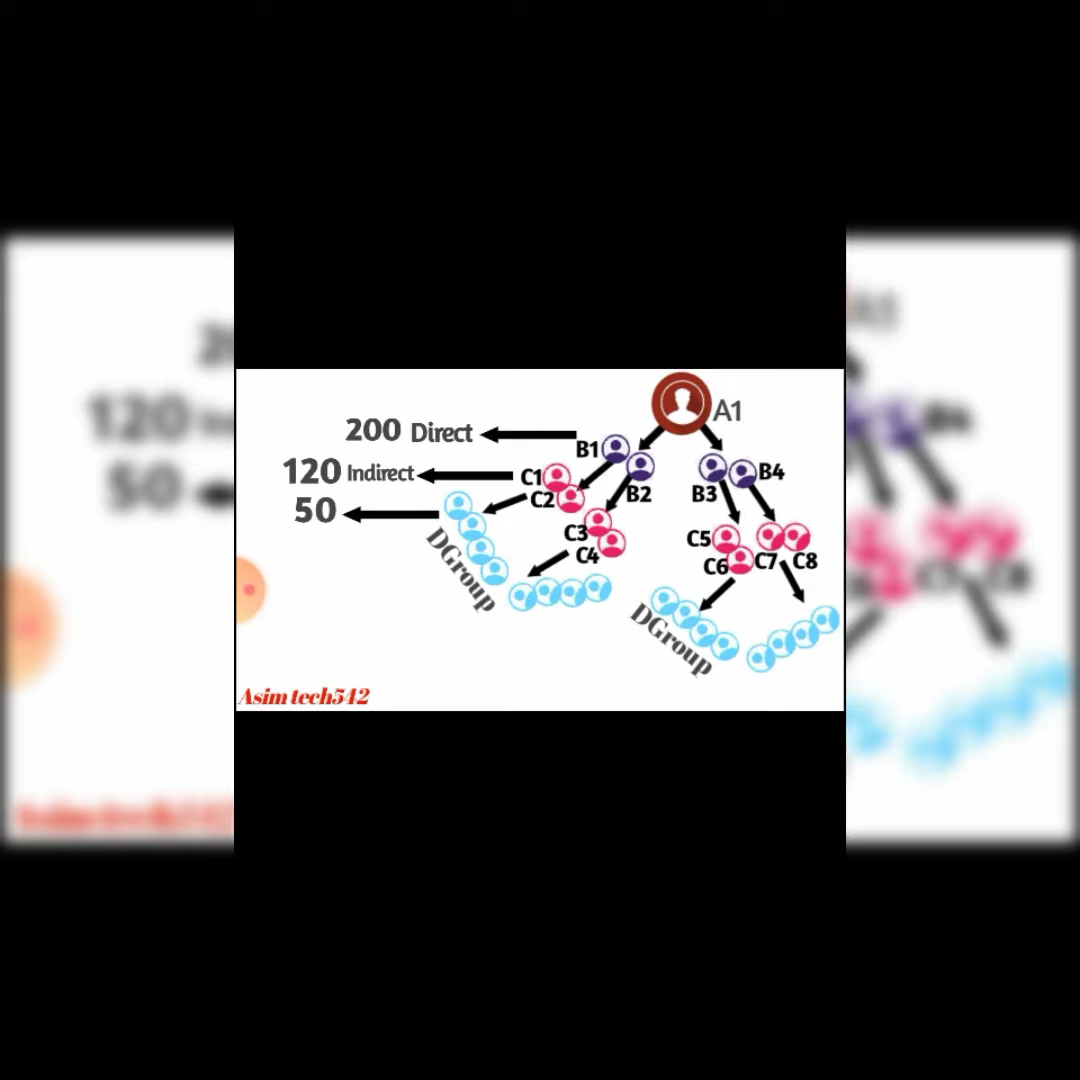 A1
200 Direct
B1
B2
B3
B4
120 Indirect
C1
C2
50
C3
C4
C5
C6
C7
C8
DGroup
DGroup
Asim tech542